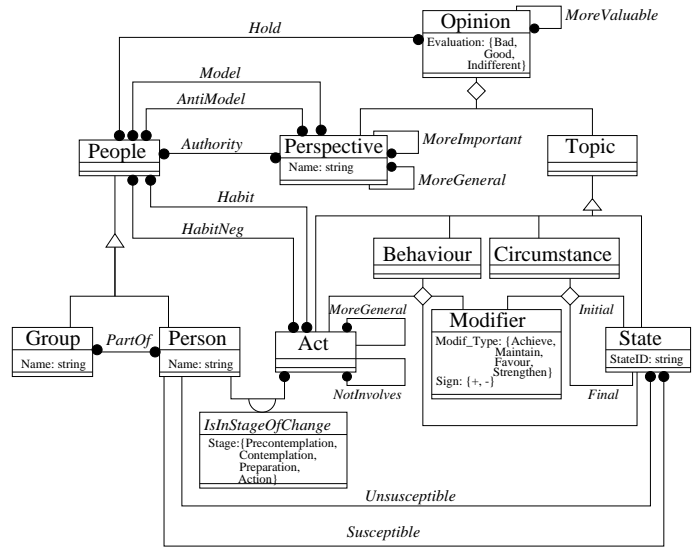 Opinion
MoreValuable
Hold
Evaluation: {Bad,
Good,
Indifferent}
Model
AntiModel
People
Authority
Perspective
MoreImportant
Topic
Name: string
MoreGeneral
Habit
HabitNeg
Behaviour
Circumstance
MoreGeneral
Initial
Group
PartOf
Person
Act
Modifier
State
Name: string
Name: string
Modif_Type: {Achieve,
Maintain,
Favour,
Strengthen}
Sign: {+, -}
StateID: string
NotInvolves
Final
IsInStageOfChange
Stage:{Precontemplation,
Contemplation,
Preparation,
Action}
Unsusceptible
Susceptible